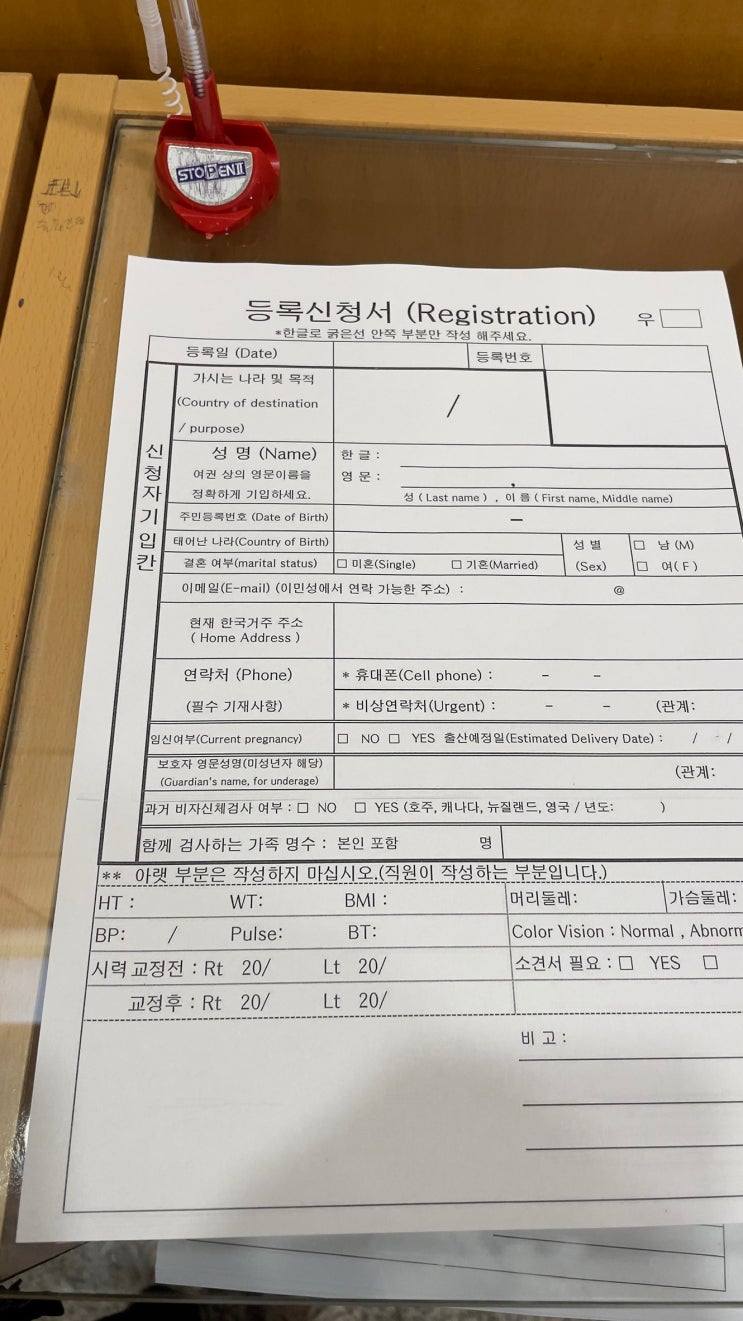 STOPENII
등록신청서 (Registration)
우
*한글로 굵은선 안쪽 부분만 작성 해주세요.
등록일 (Date)
등록번호
신청자기입칸
가시는 나라 및 목적
(Country of destination
/ purpose)
/
성 명 (Name)
여권 상의 영문이름을
정확하게 기입하세요.
한 글 :
영 문 :
,
성 ( Last name ) , 이 름 ( First name, Middle name)
주민등록번호 (Date of Birth)
–
태어난 나라(Country of Birth)
성 별
(Sex)
□ 남 (M)
□ 여( F )
결혼 여부(marital status)
□ 미혼(Single) □ 기혼(Married)
이메일(E-mail) (이민성에서 연락 가능한 주소) : @
현재 한국거주 주소
( Home Address )
연락처 (Phone)
(필수 기재사항)
* 휴대폰(Cell phone) : – –
* 비상연락처(Urgent) : – – (관계:
임신여부(Current pregnancy)
□ NO □ YES 출산예정일(Estimated Delivery Date) : / /
보호자 영문성명(미성년자 해당)
(Guardian's name, for underage)
(관계:
과거 비자신체검사 여부 : □ NO □ YES (호주, 캐나다, 뉴질랜드, 영국 / 년도: )
함께 검사하는 가족 명수 : 본인 포함 명
** 아랫 부분은 작성하지 마십시오.(직원이 작성하는 부분입니다.)
HT : WT: BMI : 머리둘레: 가슴둘레:
BP: / Pulse: BT: Color Vision : Normal , Abnorm
시력 교정전 : Rt 20/ Lt 20/ 소견서 필요 : □ YES □
교정후 : Rt 20/ Lt 20/
비 고 :